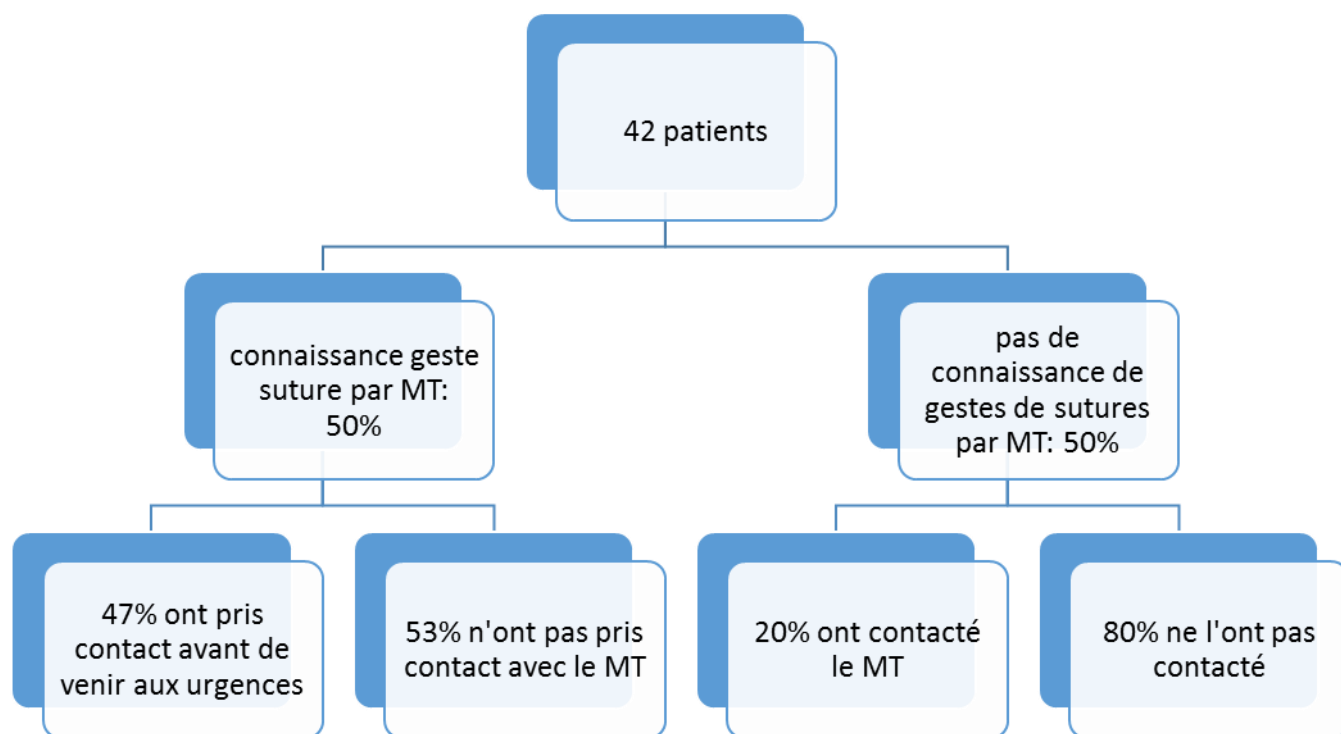 42 patients
connaissance geste
suture par MT:
50%
pas de
connaissance de
gestes de sutures
par MT: 50%
47% ont pris
contact avant de
venir aux urgences
53% n'ont pas pris
contact avec le MT
20% ont contacté
le MT
80% ne l'ont pas
contacté